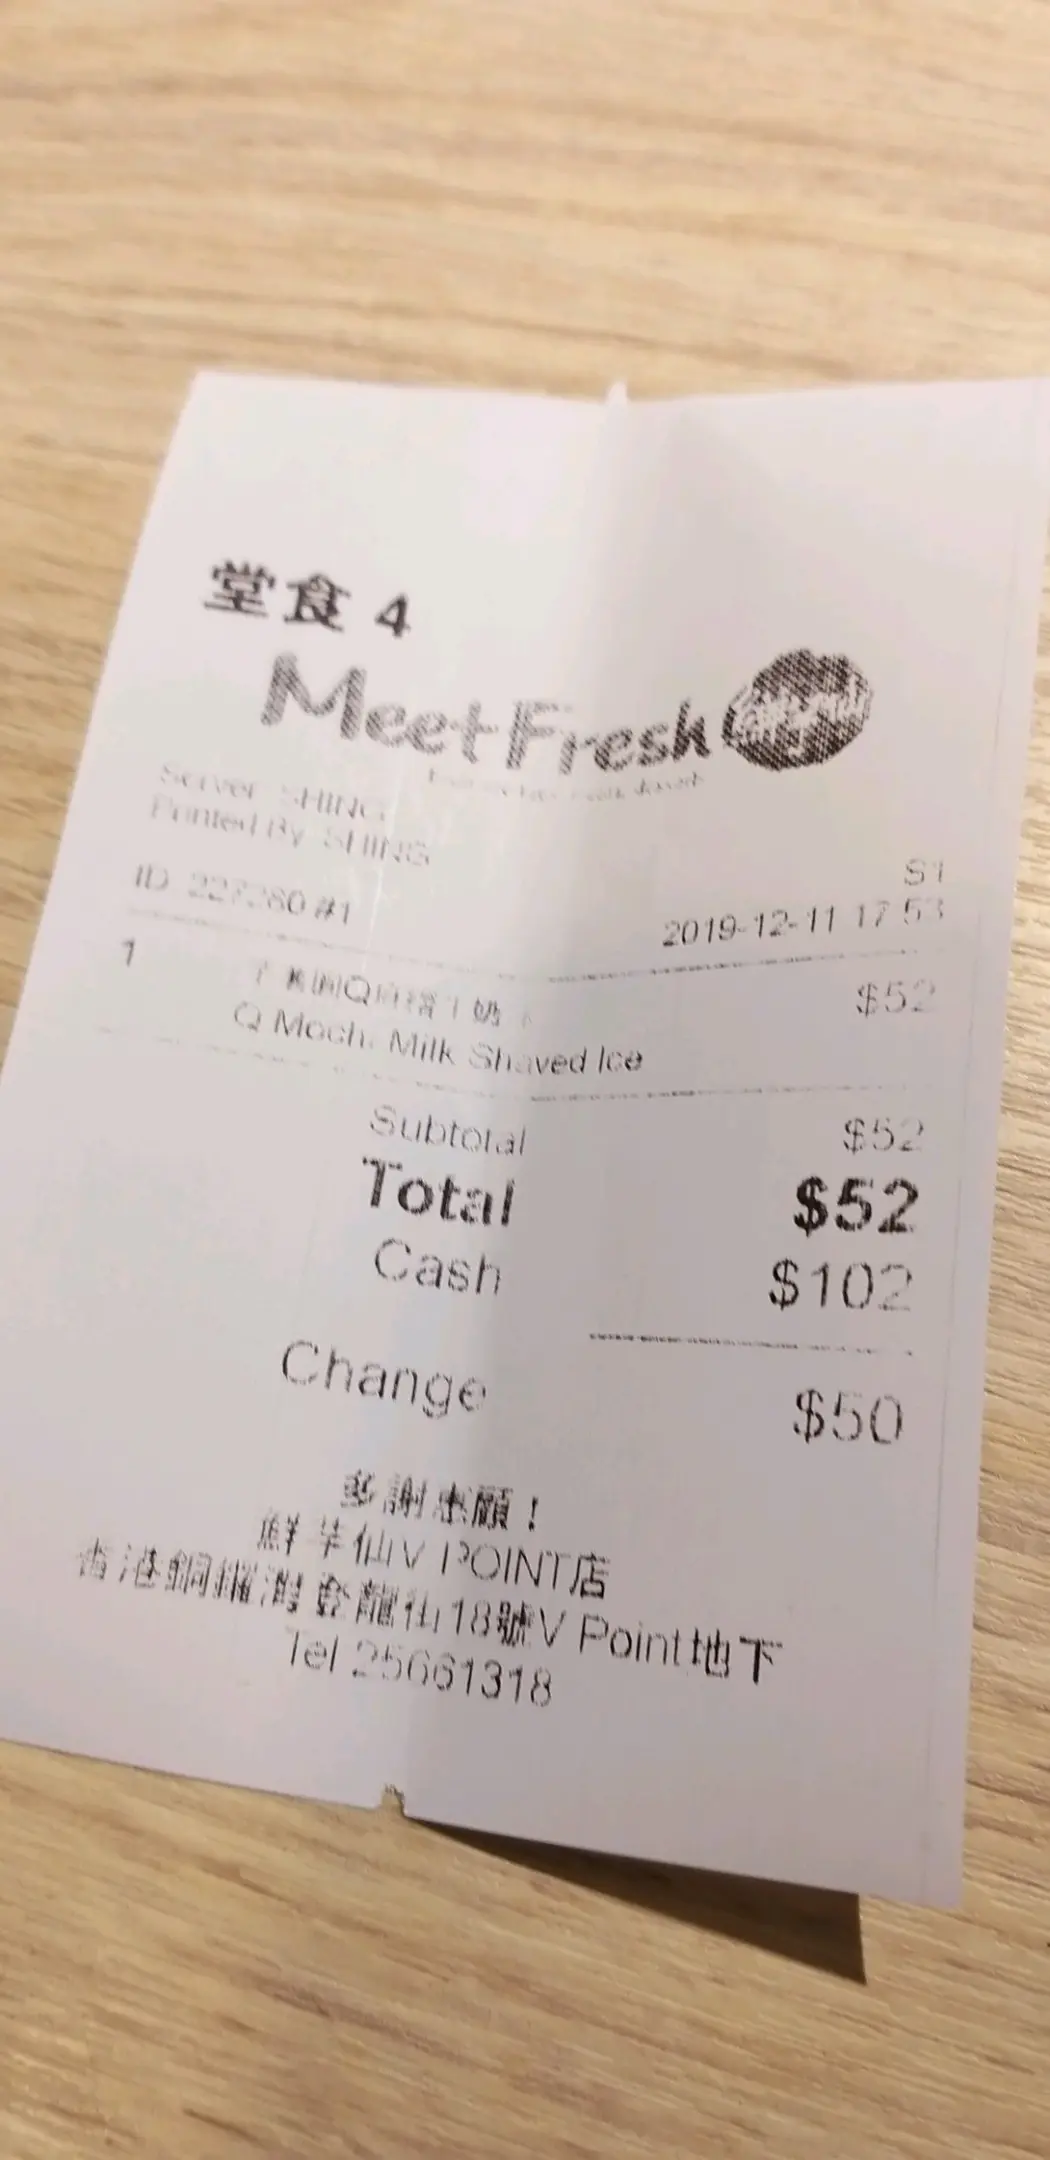 堂食 4
Meet Fresh
Server SHING
Printed By SHING
S1
ID 227280 #1
2019-12-11 17 53
1
$52
Q Mochi Milk Shaved Ice
Subtotal $52
Total $52
Cash $102
Change $50
多謝惠顧！
鮮芋仙V POINT店
香港銅鑼灣登龍街18號V Point地下
Tel 25661318